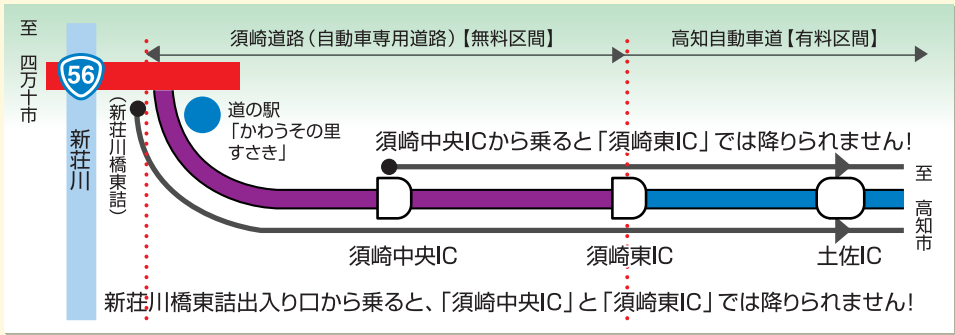 至 四万十市
56
新荘川
(新荘川橋東詰)
須崎道路(自動車専用道路)【無料区間】
高知自動車道【有料区間】
道の駅
「かわうその里
すさき」
須崎中央ICから乗ると「須崎東IC」では降りられません!
至 高知市
須崎中央IC
須崎東IC
土佐IC
新荘川橋東詰出入り口から乗ると、「須崎中央IC」と「須崎東IC」では降りられません!